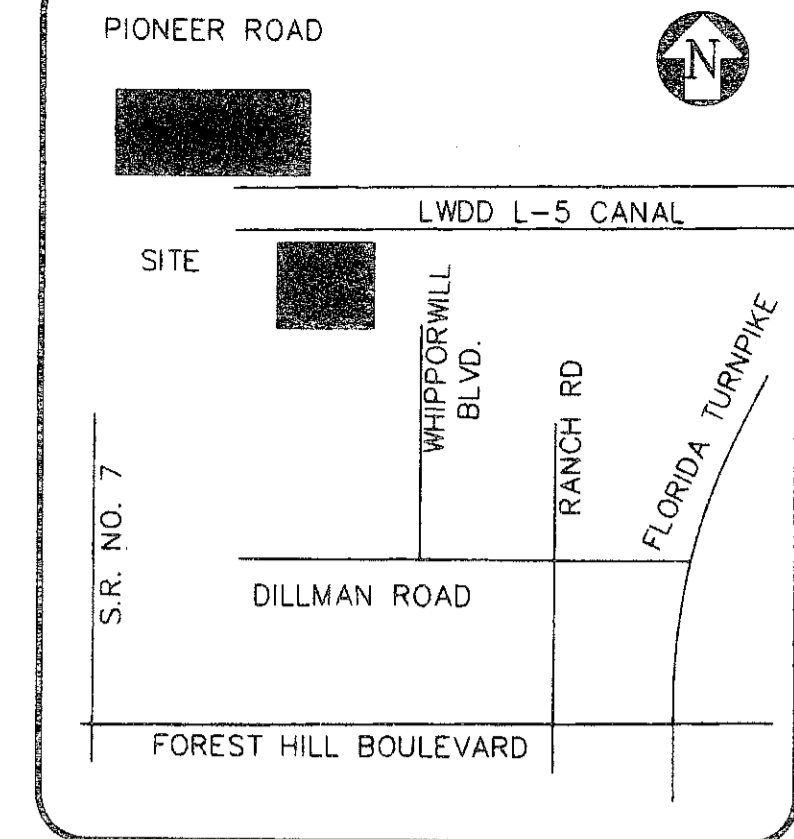 PIONEER ROAD
N
LWDD L-5 CANAL
SITE
WHIPPORWILL
BLVD.
RANCH RD
FLORIDA TURNPIKE
S.R. NO. 7
DILLMAN ROAD
FOREST HILL BOULEVARD